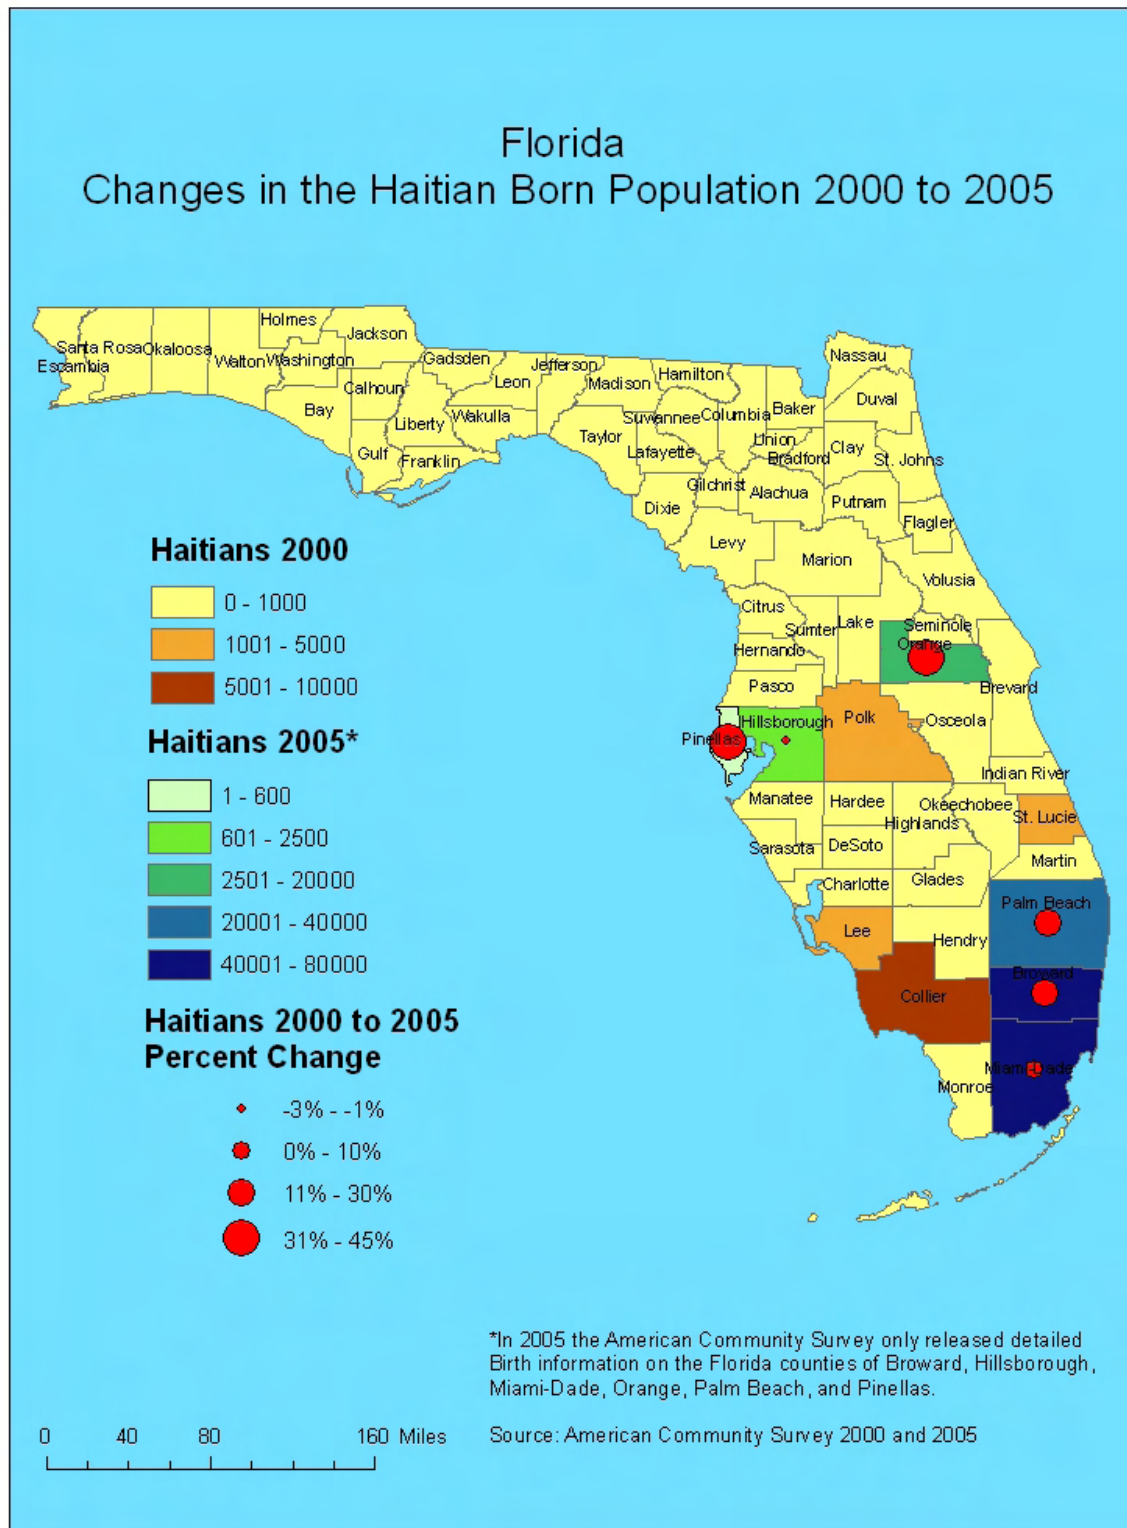 Florida
Changes in the Haitian Born Population 2000 to 2005
Holmes
Jackson
Santa Rosa
Okaloosa
Walton
Washington
Escambia
Gadsden
Jefferson
Hamilton
Nassau
Calhoun
Leon
Madison
Bay
Liberty
Wakulla
Suwannee
Columbia
Baker
Duval
Taylor
Union
Gulf
Franklin
Lafayette
Bradford
Clay
St. Johns
Gilchrist
Alachua
Dixie
Putnam
Flagler
Levy
Marion
Volusia
Citrus
Sumter
Lake
Seminole
Hernando
Orange
Pasco
Brevard
Hillsborough
Polk
Osceola
Pinellas
Indian River
Manatee
Hardee
Okeechobee
Highlands
St. Lucie
Sarasota
DeSoto
Martin
Charlotte
Glades
Palm Beach
Lee
Hendry
Broward
Collier
Miami-Dade
Monroe
Haitians 2000
0 - 1000
1001 - 5000
5001 - 10000
Haitians 2005*
1 - 600
601 - 2500
2501 - 20000
20001 - 40000
40001 - 80000
Haitians 2000 to 2005
Percent Change
-3% - -1%
0% - 10%
11% - 30%
31% - 45%
*In 2005 the American Community Survey only released detailed
Birth information on the Florida counties of Broward, Hillsborough,
Miami-Dade, Orange, Palm Beach, and Pinellas.
Source: American Community Survey 2000 and 2005
0 40 80 160 Miles